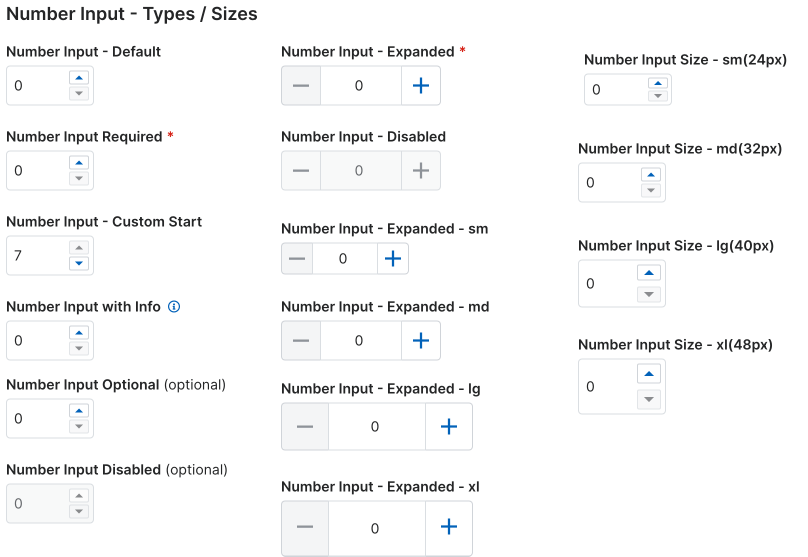 Number Input - Types / Sizes
Number Input - Default
0
Number Input Required *
0
Number Input - Custom Start
7
Number Input with Info
0
Number Input Optional (optional)
0
Number Input Disabled (optional)
0
Number Input - Expanded *
0
Number Input - Disabled
0
Number Input - Expanded - sm
0
Number Input - Expanded - md
0
Number Input - Expanded - lg
0
Number Input - Expanded - xl
0
Number Input Size - sm(24px)
0
Number Input Size - md(32px)
0
Number Input Size - lg(40px)
0
Number Input Size - xl(48px)
0